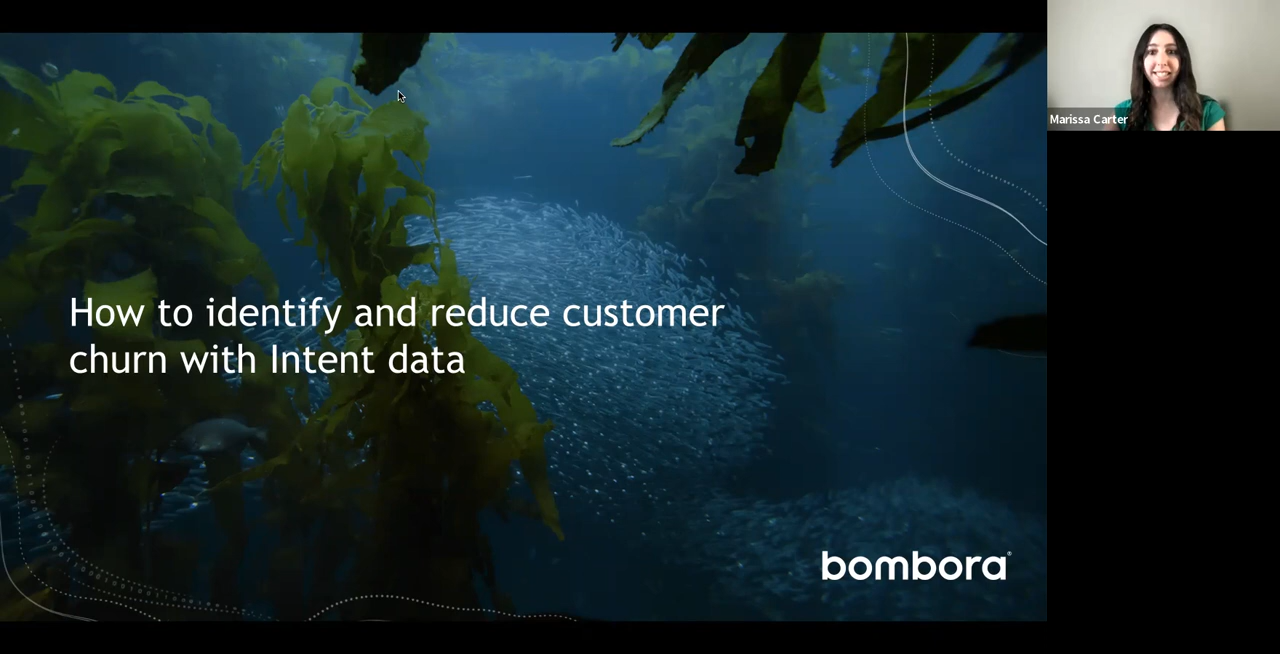 Marissa Carter
How to identify and reduce customer
churn with Intent data
bombora®